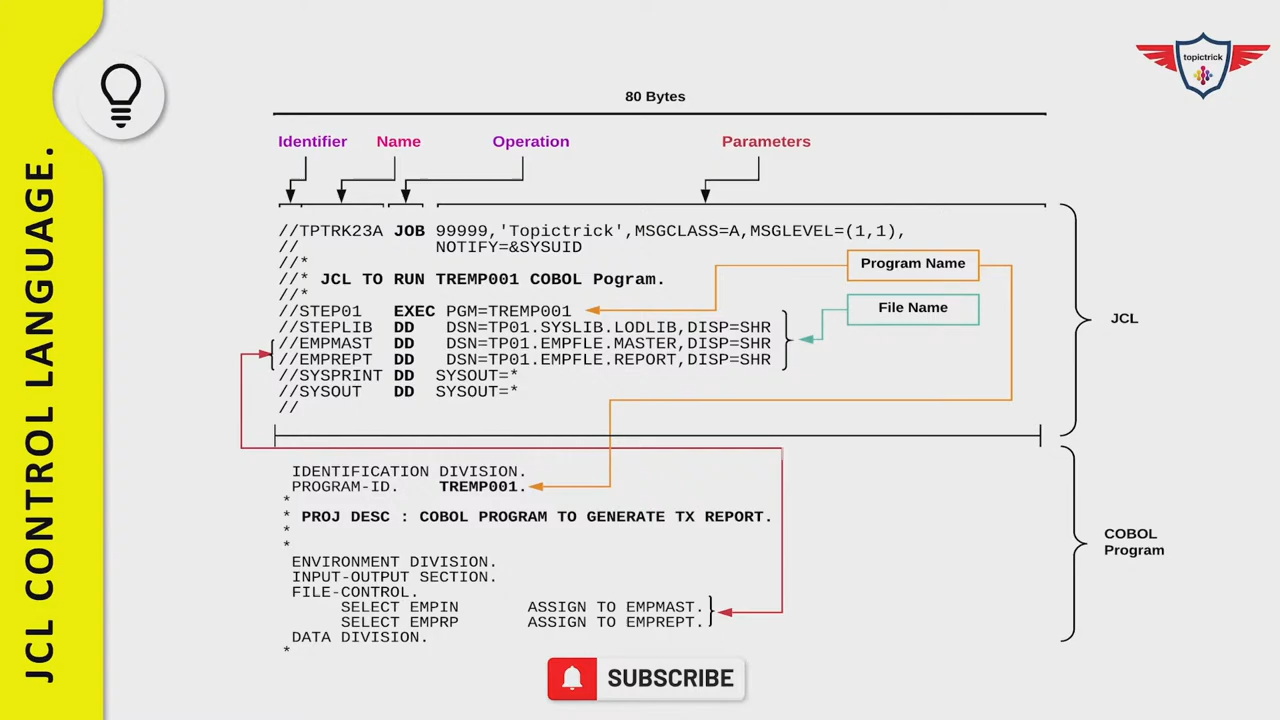 JCL CONTROL LANGUAGE.
topictrick
80 Bytes
Identifier Name Operation Parameters
//TPTRK23A JOB 99999,'Topictrick',MSGCLASS=A,MSGLEVEL=(1,1),
// NOTIFY=&SYSUID
//*
//* JCL TO RUN TREMP001 COBOL Pogram.
//*
//STEP01 EXEC PGM=TREMP001
//STEPLIB DD DSN=TP01.SYSLIB.LODLIB,DISP=SHR
//EMPMAST DD DSN=TP01.EMPFLE.MASTER,DISP=SHR
//EMPREPT DD DSN=TP01.EMPFLE.REPORT,DISP=SHR
//SYSPRINT DD SYSOUT=*
//SYSOUT DD SYSOUT=*
//
Program Name
File Name
JCL
IDENTIFICATION DIVISION.
PROGRAM-ID. TREMP001.
*
* PROJ DESC : COBOL PROGRAM TO GENERATE TX REPORT.
*
*
ENVIRONMENT DIVISION.
INPUT-OUTPUT SECTION.
FILE-CONTROL.
SELECT EMPIN ASSIGN TO EMPMAST.
SELECT EMPRP ASSIGN TO EMPREPT.
DATA DIVISION.
*
COBOL
Program
SUBSCRIBE